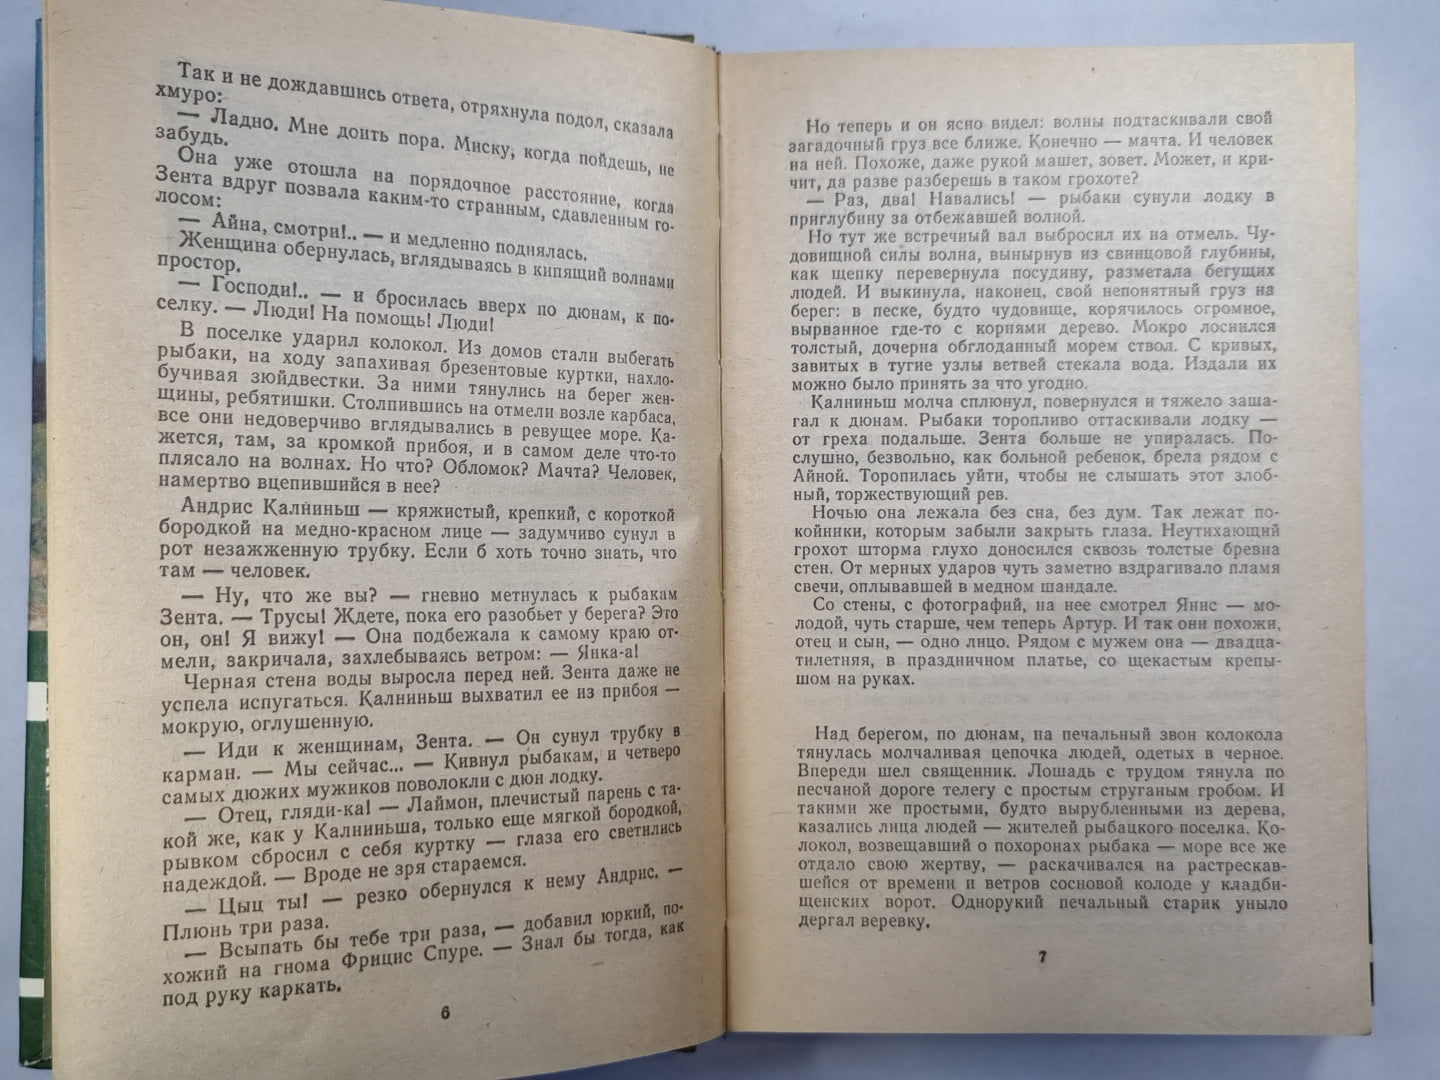 Так и не дождавшись ответа, отряхнула подол, сказала
хмуро:
— Ладно. Мне доить пора. Миску, когда пойдешь, не
забудь.
Она уже отошла на порядочное расстояние, когда
Зента вдруг позвала каким-то странным, сдавленным го-
лосом:
— Айна, смотри!.. — и медленно поднялась.
Женщина обернулась, вглядываясь в кипящий волнами
простор.
— Господи!.. — и бросилась вверх по дюнам, к по-
селку. — Люди! На помощь! Люди!
В поселке ударил колокол. Из домов стали выбегать
рыбаки, на ходу запахивая брезентовые куртки, нахло-
бучивая зюйдвестки. За ними тянулись на берег жен-
щины, ребятишки. Столпившись на отмели возле карбаса,
все они недоверчиво вглядывались в ревущее море. Ка-
жется, там, за кромкой прибоя, и в самом деле что-то
плясало на волнах. Но что? Обломок? Мачта? Человек,
намертво вцепившийся в нее?
Андрис Калниньш — кряжистый, крепкий, с короткой
бородкой на медно-красном лице — задумчиво сунул в
рот незажженную трубку. Если б хоть точно знать, что
там — человек.
— Ну, что же вы? — гневно метнулась к рыбакам
Зента. — Трусы! Ждете, пока его разобьет у берега? Это
он, он! Я вижу! — Она подбежала к самому краю от-
мели, закричала, захлебываясь ветром: — Янка-а!
Черная стена воды выросла перед ней. Зента даже не
успела испугаться. Калниньш выхватил ее из прибоя —
мокрую, оглушенную.
— Иди к женщинам, Зента. — Он сунул трубку в
карман. — Мы сейчас... — Кивнул рыбакам, и четверо
самых дюжих мужиков поволокли с дюн лодку.
— Отец, гляди-ка! — Лаймон, плечистый парень с та-
кой же, как у Калниньша, только еще мягкой бородкой,
рывком сбросил с себя куртку — глаза его светились
надеждой. — Вроде не зря стараемся.
— Цыц ты! — резко обернулся к нему Андрис. —
Плюнь три раза.
— Всыпать бы тебе три раза, — добавил юркий, по-
хожий на гнома Фрицис Спуре. — Знал бы тогда, как
под руку каркать.
6
Но теперь и он ясно видел: волны подтаскивали свой
загадочный груз все ближе. Конечно — мачта. И человек
на ней. Похоже, даже рукой машет, зовет. Может, и кри-
чит, да разве разберешь в таком грохоте?
— Раз, два! Навались! — рыбаки сунули лодку в
приглубину за отбежавшей волной.
Но тут же встречный вал выбросил их на отмель. Чу-
довищной силы волна, вынырнув из свинцовой глубины,
как щепку перевернула посудину, разметала бегущих
людей. И выкинула, наконец, свой непонятный груз на
берег: в песке, будто чудовище, корячилось огромное,
вырванное где-то с корнями дерево. Мокро лоснился
толстый, дочерна обглоданный морем ствол. С кривых,
завитых в тугие узлы ветвей стекала вода. Издали их
можно было принять за что угодно.
Калниньш молча сплюнул, повернулся и тяжело заша-
гал к дюнам. Рыбаки торопливо оттаскивали лодку —
от греха подальше. Зента больше не упиралась. По-
слушно, безвольно, как больной ребенок, брела рядом с
Айной. Торопилась уйти, чтобы не слышать этот злоб-
ный, торжествующий рев.
Ночью она лежала без сна, без дум. Так лежат по-
койники, которым забыли закрыть глаза. Неутихающий
грохот шторма глухо доносился сквозь толстые бревна
стен. От мерных ударов чуть заметно вздрагивало пламя
свечи, оплывавшей в медном шандале.
Со стены, с фотографий, на нее смотрел Янис — мо-
лодой, чуть старше, чем теперь Артур. И так они похожи,
отец и сын, — одно лицо. Рядом с мужем она — двадца-
тилетняя, в праздничном платье, со щекастым крепы-
шом на руках.
Над берегом, по дюнам, на печальный звон колокола
тянулась молчаливая цепочка людей, одетых в черное.
Впереди шел священник. Лошадь с трудом тянула по
песчаной дороге телегу с простым струганым гробом. И
такими же простыми, будто вырубленными из дерева,
казались лица людей — жителей рыбацкого поселка. Ко-
локол, возвещавший о похоронах рыбака — море все же
отдало свою жертву, — раскачивался на растрескав-
шейся от времени и ветров сосновой колоде у кладби-
щенских ворот. Однорукий печальный старик уныло
дергал веревку.
7